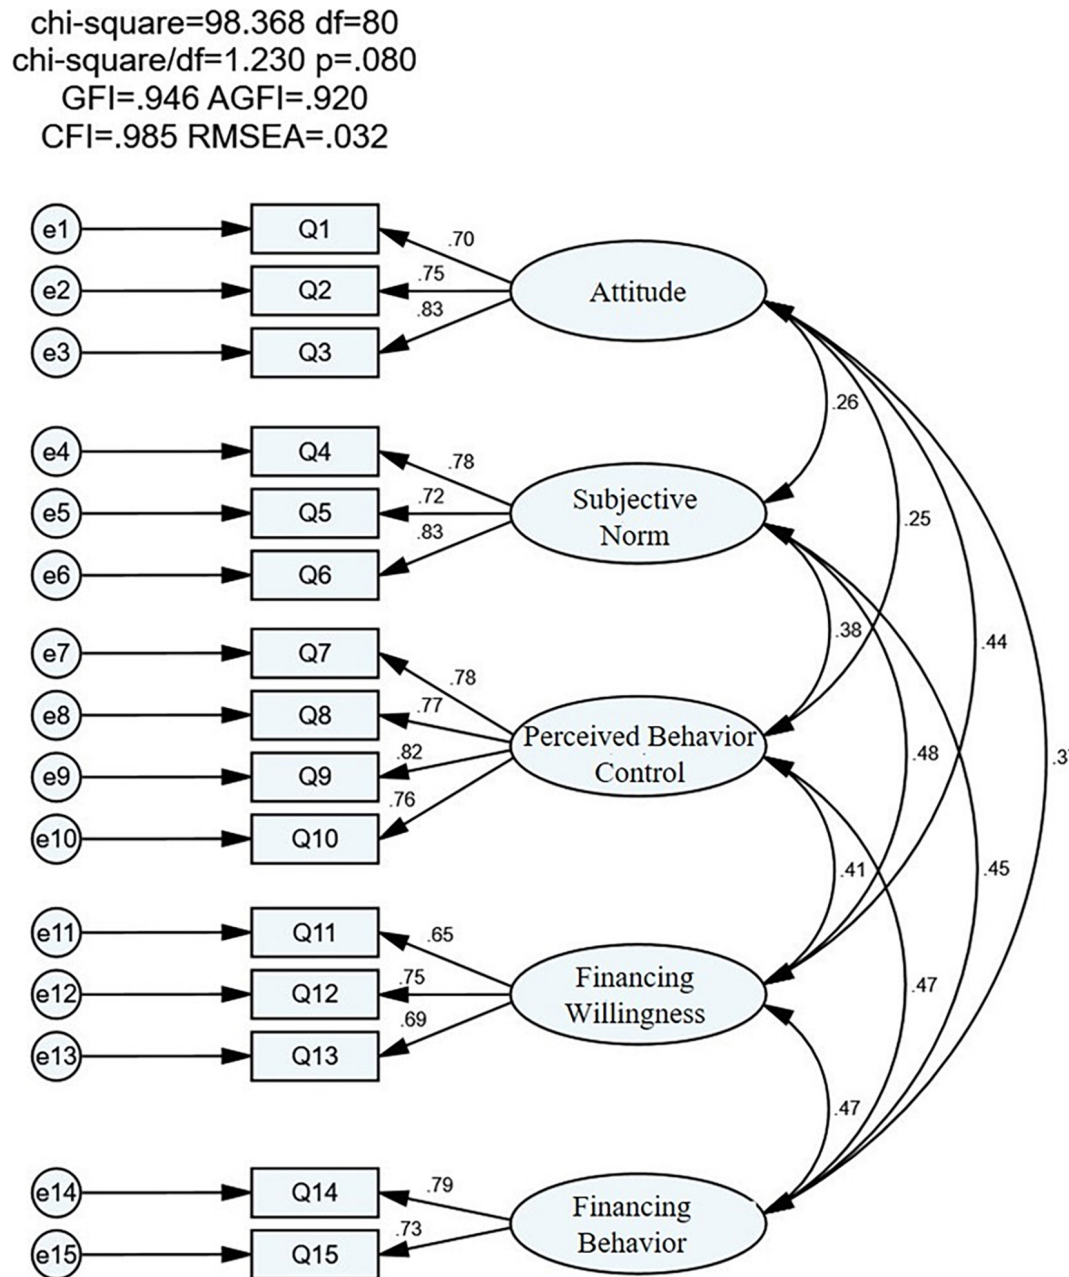 chi-square=98.368 df=80
chi-square/df=1.230 p=.080
GFI=.946 AGFI=.920
CFI=.985 RMSEA=.032
e1
Q1
.70
e2
Q2
.75
Attitude
e3
Q3
.83
.26
e4
Q4
.78
e5
Q5
.72
Subjective
Norm
e6
Q6
.83
.25
.38
.44
e7
Q7
.78
e8
Q8
.77
Perceived Behavior
Control
e9
Q9
.82
e10
Q10
.76
.48
.41
.45
e11
Q11
.65
e12
Q12
.75
Financing
Willingness
e13
Q13
.69
.47
.47
e14
Q14
.79
Financing
Behavior
e15
Q15
.73